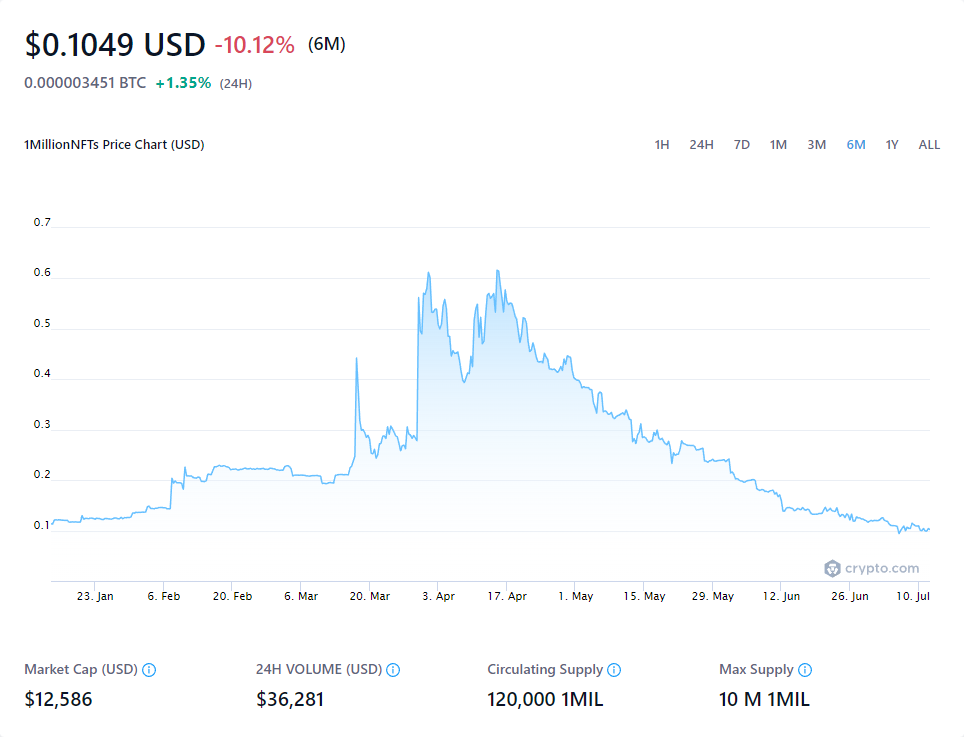 $0.1049 USD -10.12% (6M)
0.000003451 BTC +1.35% (24H)
1MillionNFTs Price Chart (USD) 1H 24H 7D 1M 3M 6M 1Y ALL
0.7
0.6
0.5
0.4
0.3
0.2
0.1
crypto.com
23. Jan 6. Feb 20. Feb 6. Mar 20. Mar 3. Apr 17. Apr 1. May 15. May 29. May 12. Jun 26. Jun 10. Jul
Market Cap (USD) 24H VOLUME (USD) Circulating Supply Max Supply
$12,586 $36,281 120,000 1MIL 10 M 1MIL